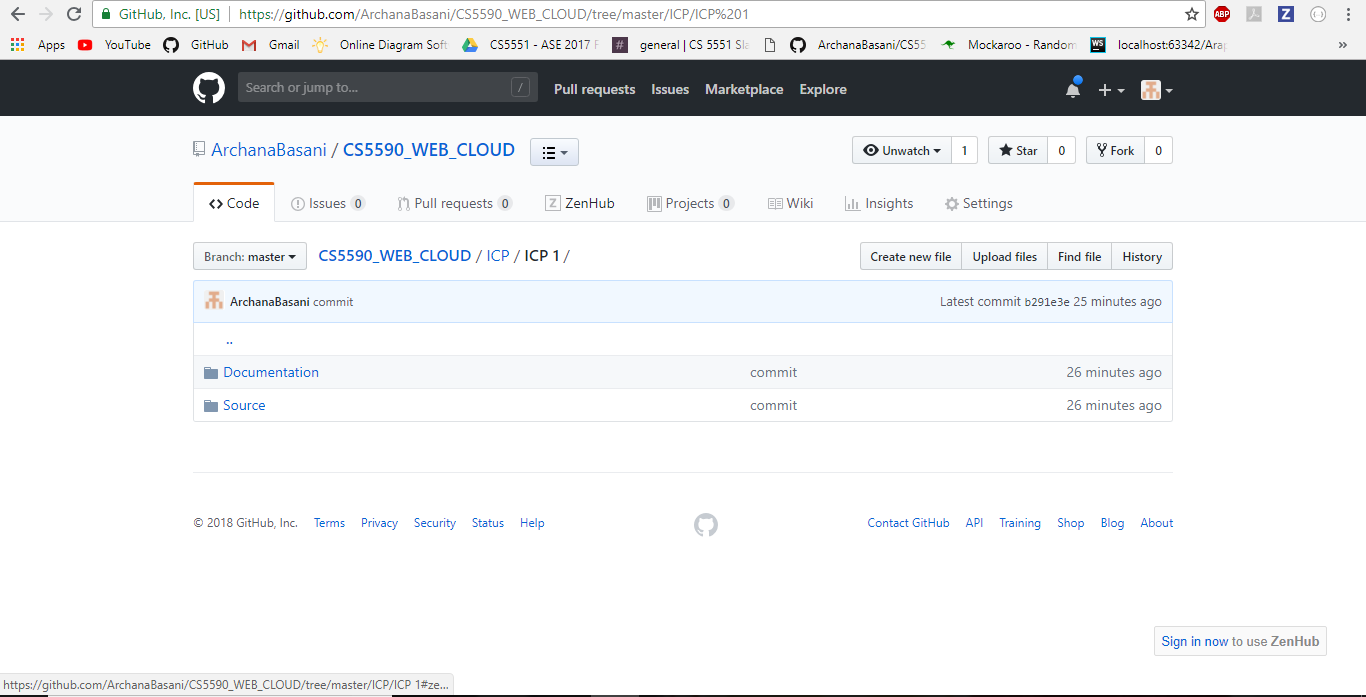 GitHub, Inc. [US] https://github.com/ArchanaBasani/CS5590_WEB_CLOUD/tree/master/ICP/ICP%201 ABP Z
Apps YouTube GitHub Gmail Online Diagram Soft CS5551 - ASE 2017 F # general | CS 5551 Sla ArchanaBasani/CS55 Mockaroo - Random WS localhost:63342/Ara »
Search or jump to... / Pull requests Issues Marketplace Explore
ArchanaBasani / CS5590_WEB_CLOUD Unwatch 1 Star 0 Fork 0
Code Issues 0 Pull requests 0 Z ZenHub Projects 0 Wiki Insights Settings
Branch: master CS5590_WEB_CLOUD / ICP / ICP 1 / Create new file Upload files Find file History
ArchanaBasani commit Latest commit b291e3e 25 minutes ago
..
Documentation commit 26 minutes ago
Source commit 26 minutes ago
© 2018 GitHub, Inc. Terms Privacy Security Status Help Contact GitHub API Training Shop Blog About
Sign in now to use ZenHub
https://github.com/ArchanaBasani/CS5590_WEB_CLOUD/tree/master/ICP/ICP 1#ze...